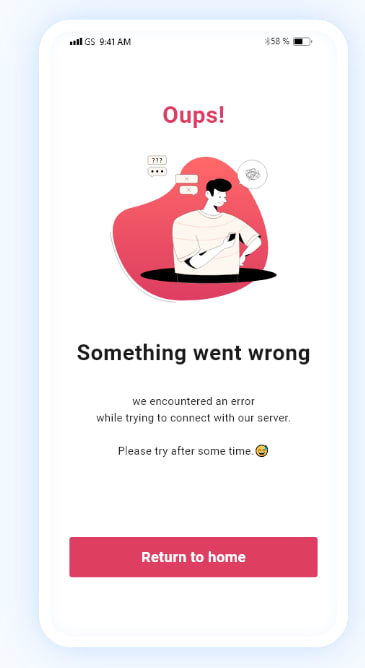 GS 9:41 AM
58 %
Oups!
???
Something went wrong
we encountered an error
while trying to connect with our server.
Please try after some time.😅
Return to home